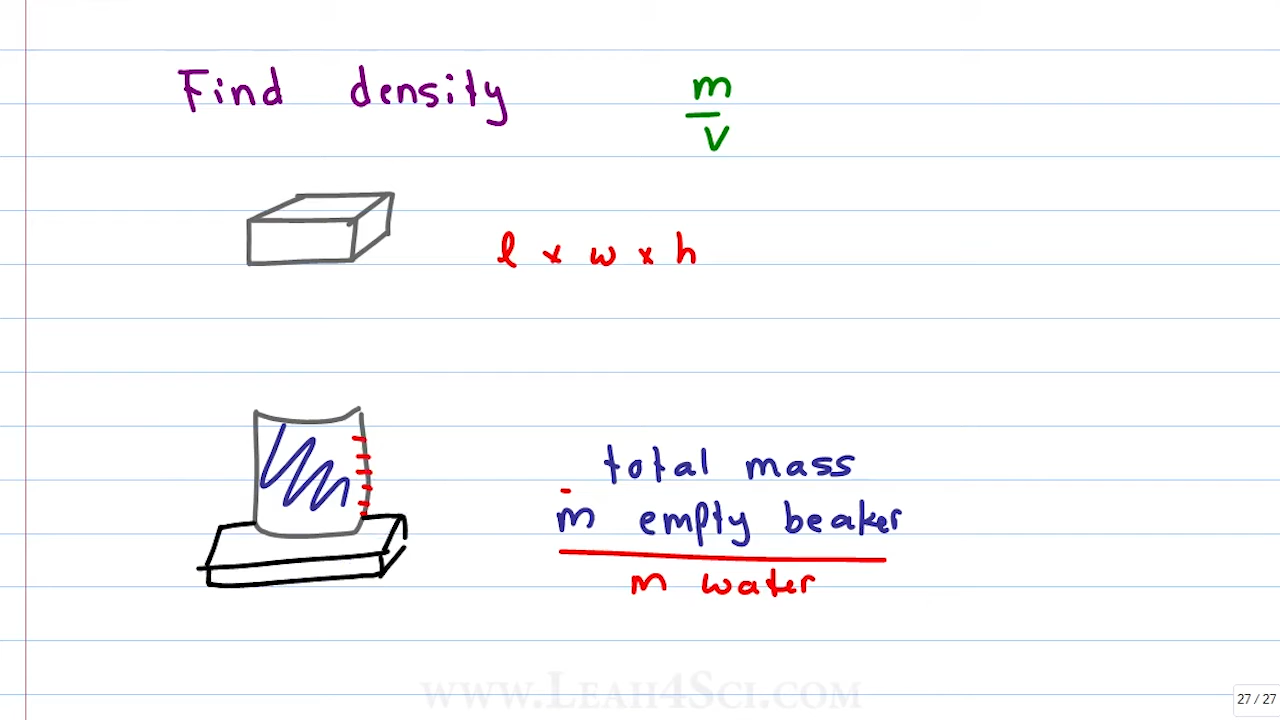 Find density
m
v
l x w x h
total mass
- m empty beaker
m water
www.Leah4Sci.com
27 / 27